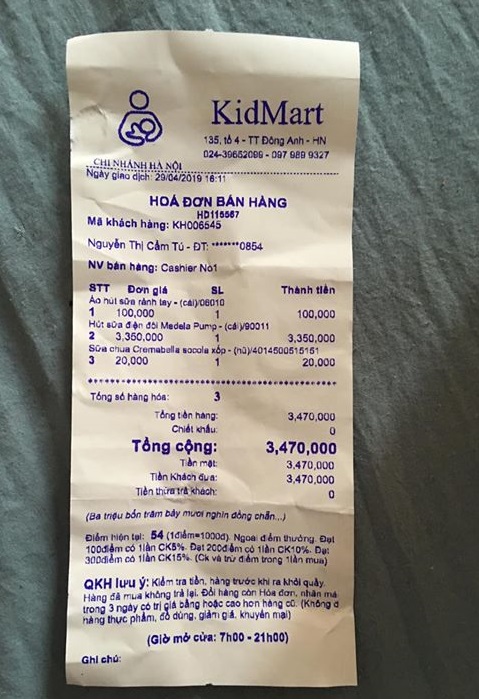 KidMart
135, tổ 4 - TT Đông Anh - HN
024-39652099 - 097 989 9327
CHI NHÁNH HÀ NỘI
Ngày giao dịch: 29/04/2019 16:11
HOÁ ĐƠN BÁN HÀNG
HD116567
Mã khách hàng: KH006545
Nguyễn Thị Cẩm Tú - ĐT: *******0854
NV bán hàng: Cashier No1
STT Đơn giá SL Thành tiền
Áo hút sữa rảnh tay - (cái)/06010
1 100,000 1 100,000
Hút sữa điện đôi Medela Pump - (cái)/90011
2 3,350,000 1 3,350,000
Sữa chua Cremabella socola xốp - (hũ)/4014500515151
3 20,000 1 20,000
Tổng số hàng hóa: 3
Tổng tiền hàng: 3,470,000
Chiết khấu: 0
Tổng cộng: 3,470,000
Tiền mặt: 3,470,000
Tiền Khách đưa: 3,470,000
Tiền thừa trả khách: 0
(Ba triệu bốn trăm bảy mươi nghìn đồng chẵn...)
Điểm hiện tại: 54 (1điểm=1000đ). Ngoài điểm thưởng. Đạt
100điểm có 1lần CK5%. Đạt 200điểm có 1lần CK10%. Đạt
300điểm có 1lần CK15%. (Ck và trừ điểm trong 1lần mua)
QKH lưu ý: Kiểm tra tiền, hàng trước khi ra khỏi quầy.
Hàng đã mua không trả lại. Đổi hàng còn Hóa đơn, nhãn má
trong 3 ngày có trị giá bằng hoặc cao hơn hàng cũ. (Không đ
hàng thực phẩm, đồ dùng, giảm giá, khuyến mại)
(Giờ mở cửa: 7h00 - 21h00)
Ghi chú: